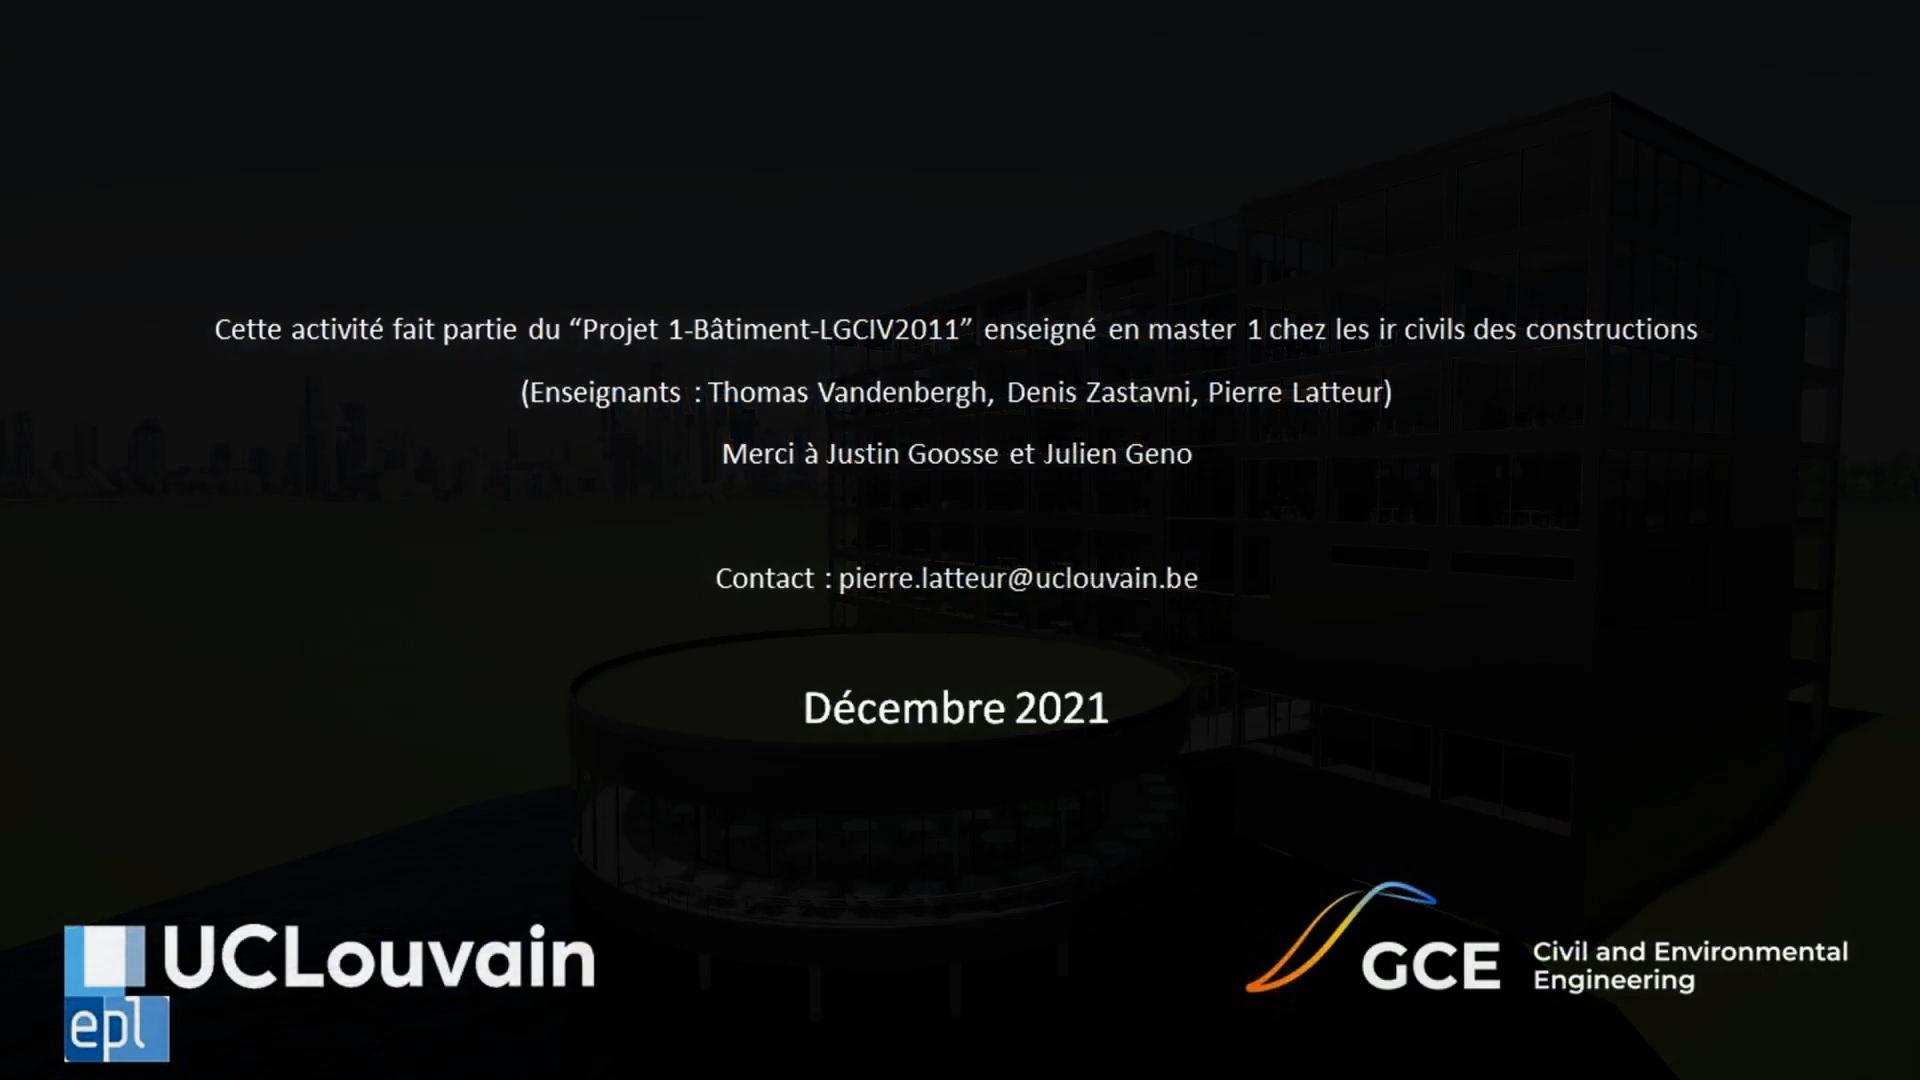 Cette activité fait partie du “Projet 1-Bâtiment-LGCIV2011” enseigné en master 1 chez les ir civils des constructions
(Enseignants : Thomas Vandenbergh, Denis Zastavni, Pierre Latteur)
Merci à Justin Goosse et Julien Geno
Contact : pierre.latteur@uclouvain.be
Décembre 2021
UCLouvain
epl
GCE
Civil and Environmental
Engineering